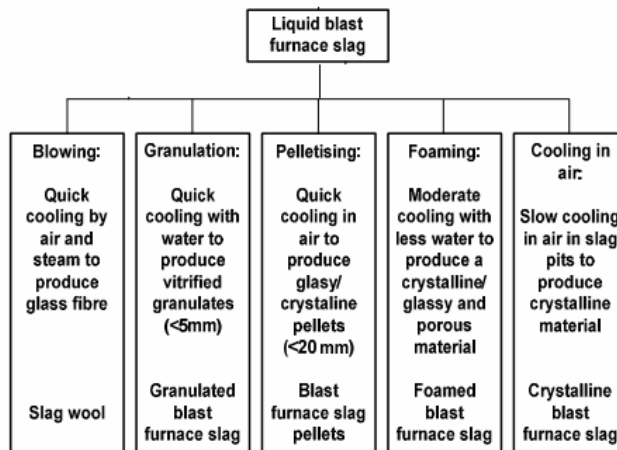 Liquid blast
furnace slag
Blowing:
Quick
cooling by
air and
steam to
produce
glass fibre
Slag wool
Granulation:
Quick
cooling with
water to
produce
vitrified
granulates
(<5mm)
Granulated
blast
furnace slag
Pelletising:
Quick
cooling in
air to
produce
glasy/
crystaline
pellets
(<20 mm)
Blast
furnace slag
pellets
Foaming:
Moderate
cooling with
less water to
produce a
crystalline/
glassy and
porous
material
Foamed
blast
furnace slag
Cooling in
air:
Slow cooling
in air in slag
pits to
produce
crystalline
material
Crystalline
blast
furnace slag